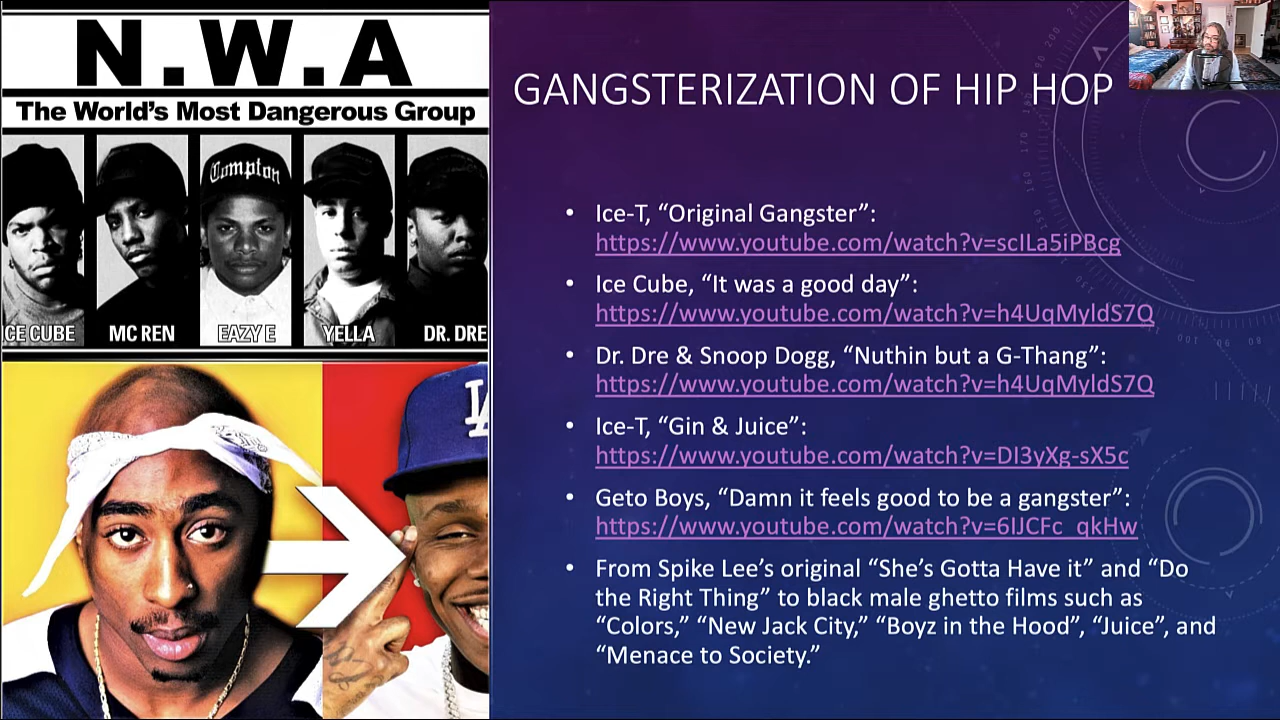 N.W.A
The World's Most Dangerous Group
Compton
CE CUBE
MC REN
EAZY E
YELLA
DR. DRE
LA
GANGSTERIZATION OF HIP HOP
• Ice-T, “Original Gangster”:
https://www.youtube.com/watch?v=scILa5iPBcg
• Ice Cube, “It was a good day”:
https://www.youtube.com/watch?v=h4UqMyldS7Q
• Dr. Dre & Snoop Dogg, “Nuthin but a G-Thang”:
https://www.youtube.com/watch?v=h4UqMyldS7Q
• Ice-T, “Gin & Juice”:
https://www.youtube.com/watch?v=DI3yXg-sX5c
• Geto Boys, “Damn it feels good to be a gangster”:
https://www.youtube.com/watch?v=6IJCFc_qkHw
• From Spike Lee’s original “She’s Gotta Have it” and “Do
the Right Thing” to black male ghetto films such as
“Colors,” “New Jack City,” “Boyz in the Hood”, “Juice”, and
“Menace to Society.”